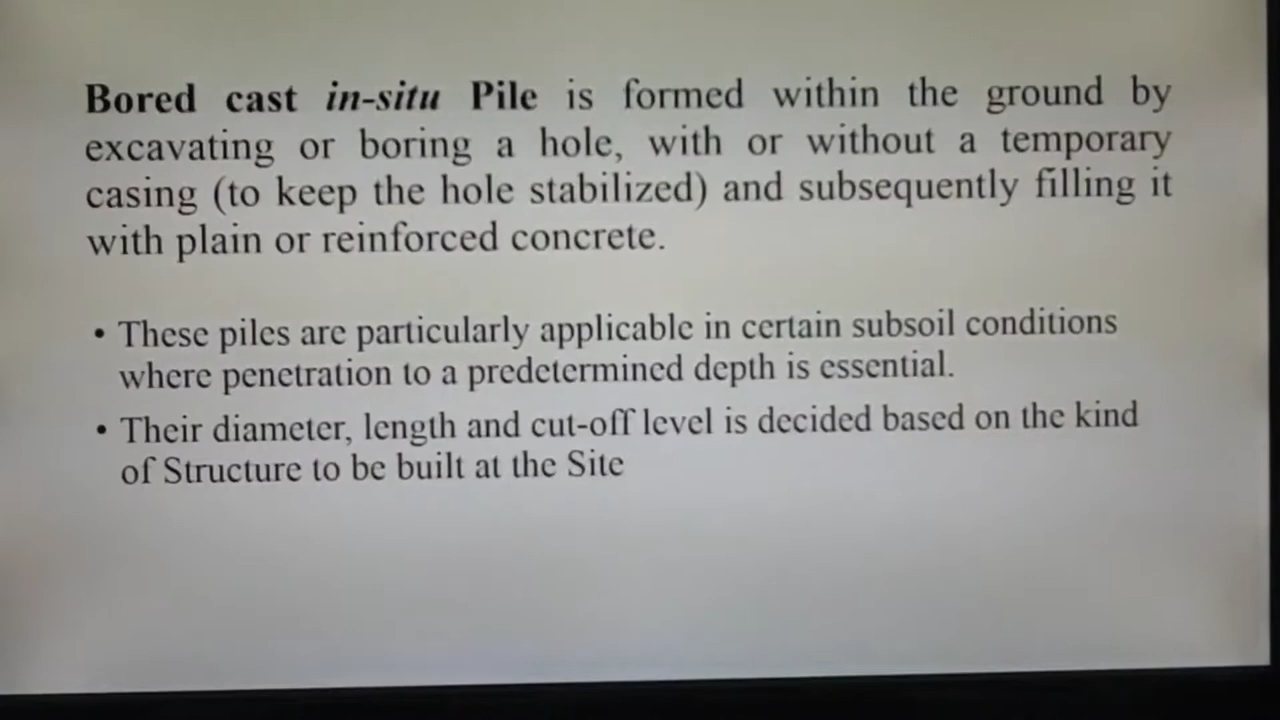 Bored cast in-situ Pile is formed within the ground by
excavating or boring a hole, with or without a temporary
casing (to keep the hole stabilized) and subsequently filling it
with plain or reinforced concrete.
• These piles are particularly applicable in certain subsoil conditions
where penetration to a predetermined depth is essential.
• Their diameter, length and cut-off level is decided based on the kind
of Structure to be built at the Site